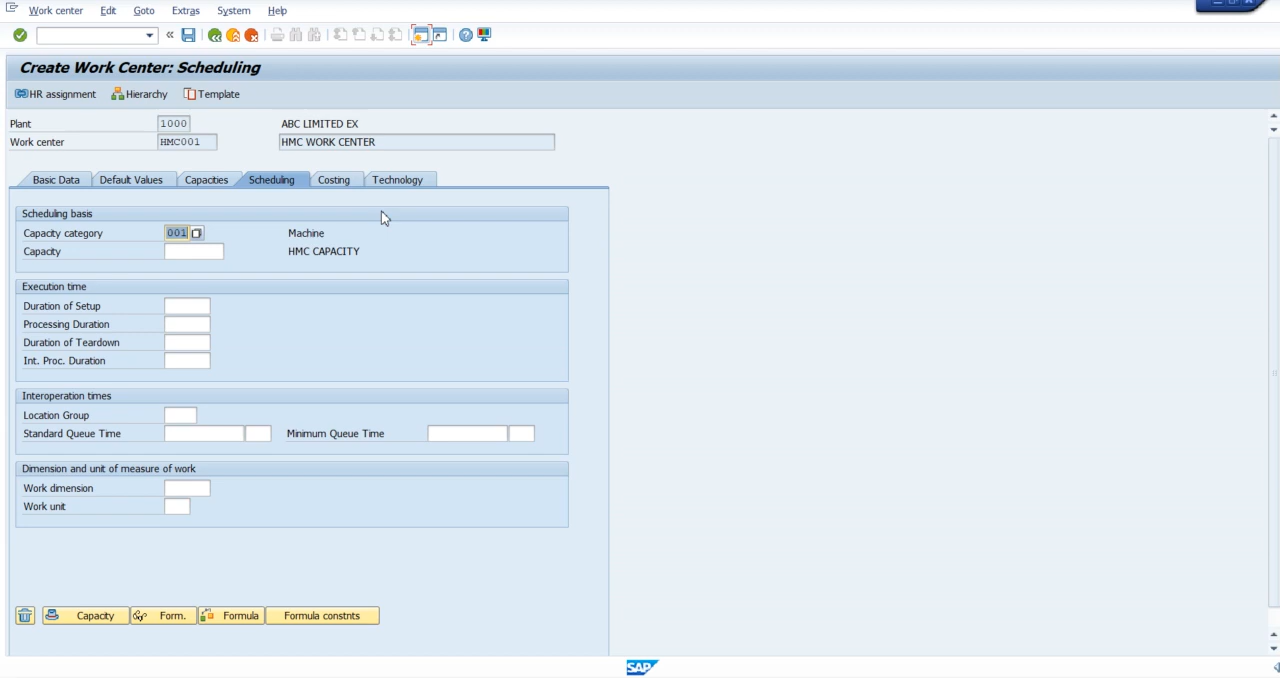 Work center Edit Goto Extras System Help
«
Create Work Center: Scheduling
HR assignment Hierarchy Template
Plant 1000 ABC LIMITED EX
Work center HMC001 HMC WORK CENTER
Basic Data Default Values Capacities Scheduling Costing Technology
Scheduling basis
Capacity category 001 Machine
Capacity HMC CAPACITY
Execution time
Duration of Setup
Processing Duration
Duration of Teardown
Int. Proc. Duration
Interoperation times
Location Group
Standard Queue Time Minimum Queue Time
Dimension and unit of measure of work
Work dimension
Work unit
Capacity Form. Formula Formula constnts
SAP